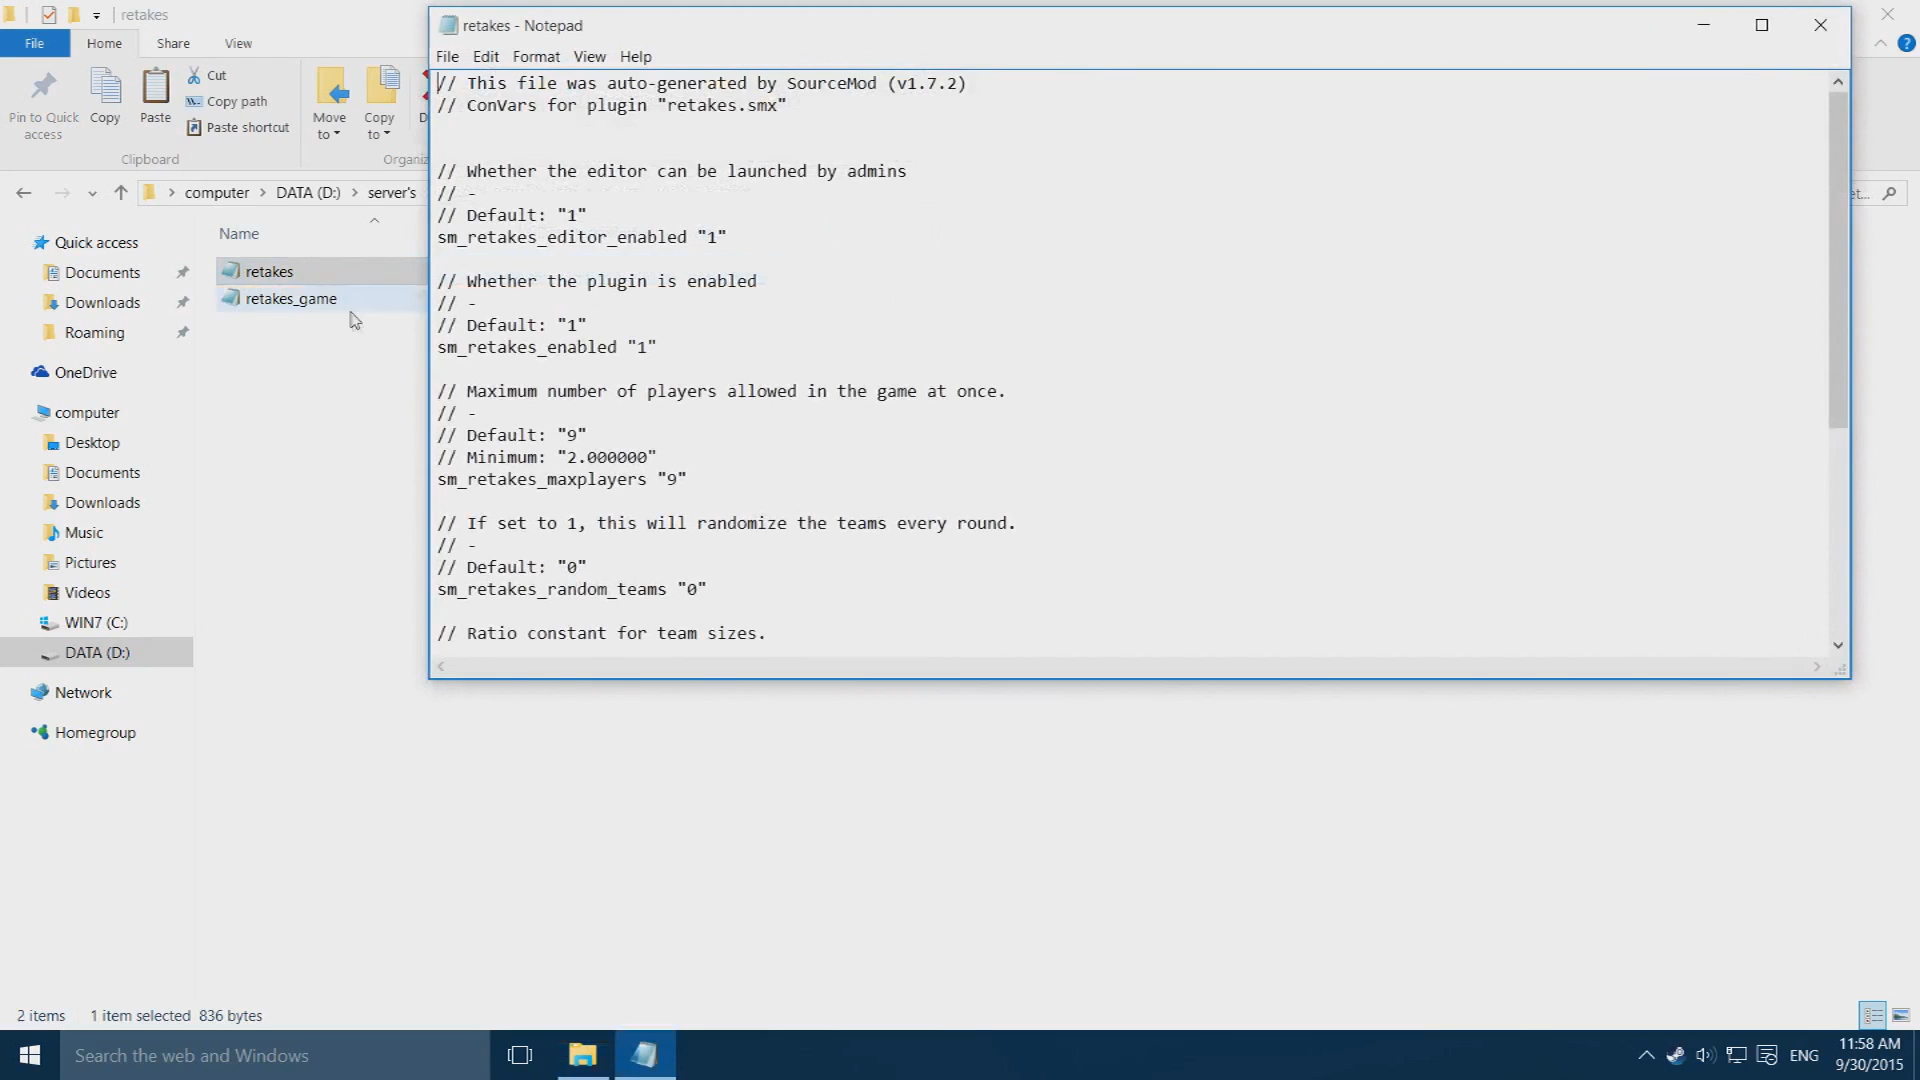 retakes
File
Home
Share
View
Pin to Quick access
Copy
Paste
Cut
Copy path
Paste shortcut
Move to
Copy to
Clipboard
computer
DATA (D:)
server's
Name
Quick access
Documents
Downloads
Roaming
OneDrive
computer
Desktop
Documents
Downloads
Music
Pictures
Videos
WIN7 (C:)
DATA (D:)
Network
Homegroup
retakes
retakes_game
retakes - Notepad
File Edit Format View Help
// This file was auto-generated by SourceMod (v1.7.2)
// ConVars for plugin "retakes.smx"
// Whether the editor can be launched by admins
// -
// Default: "1"
sm_retakes_editor_enabled "1"
// Whether the plugin is enabled
// -
// Default: "1"
sm_retakes_enabled "1"
// Maximum number of players allowed in the game at once.
// -
// Default: "9"
// Minimum: "2.000000"
sm_retakes_maxplayers "9"
// If set to 1, this will randomize the teams every round.
// -
// Default: "0"
sm_retakes_random_teams "0"
// Ratio constant for team sizes.
2 items 1 item selected 836 bytes
Search the web and Windows
ENG
11:58 AM
9/30/2015